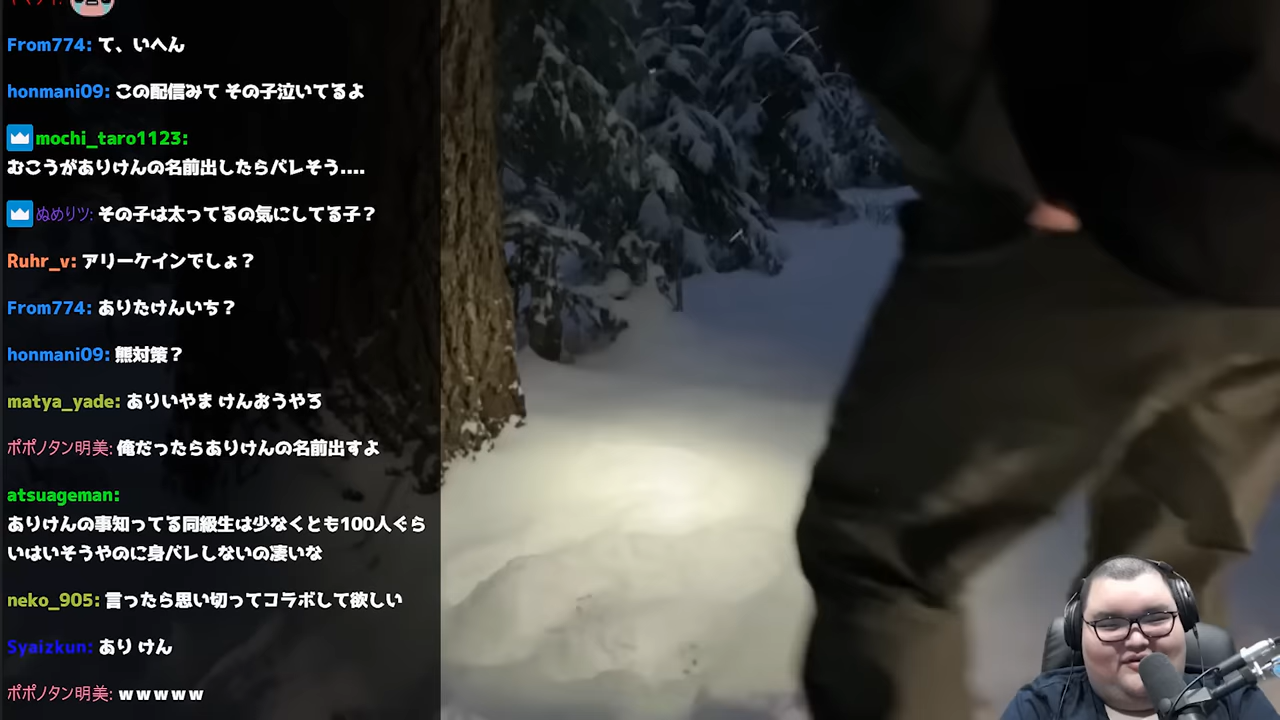 From774: て、いへん
honmani09: この配信みて その子泣いてるよ
mochi_taro1123:
むこうがありけんの名前出したらバレそう....
ぬめりツ: その子は太ってるの気にしてる子？
Ruhr_v: アリーケインでしょ？
From774: ありたけんいち？
honmani09: 熊対策？
matya_yade: ありいやま けんおうやろ
ポポノタン明美: 俺だったらありけんの名前出すよ
atsuageman:
ありけんの事知ってる同級生は少なくとも100人ぐら
いはいそうやのに身バレしないの凄いな
neko_905: 言ったら思い切ってコラボして欲しい
Syaizkun: あり けん
ポポノタン明美: ｗｗｗｗｗ